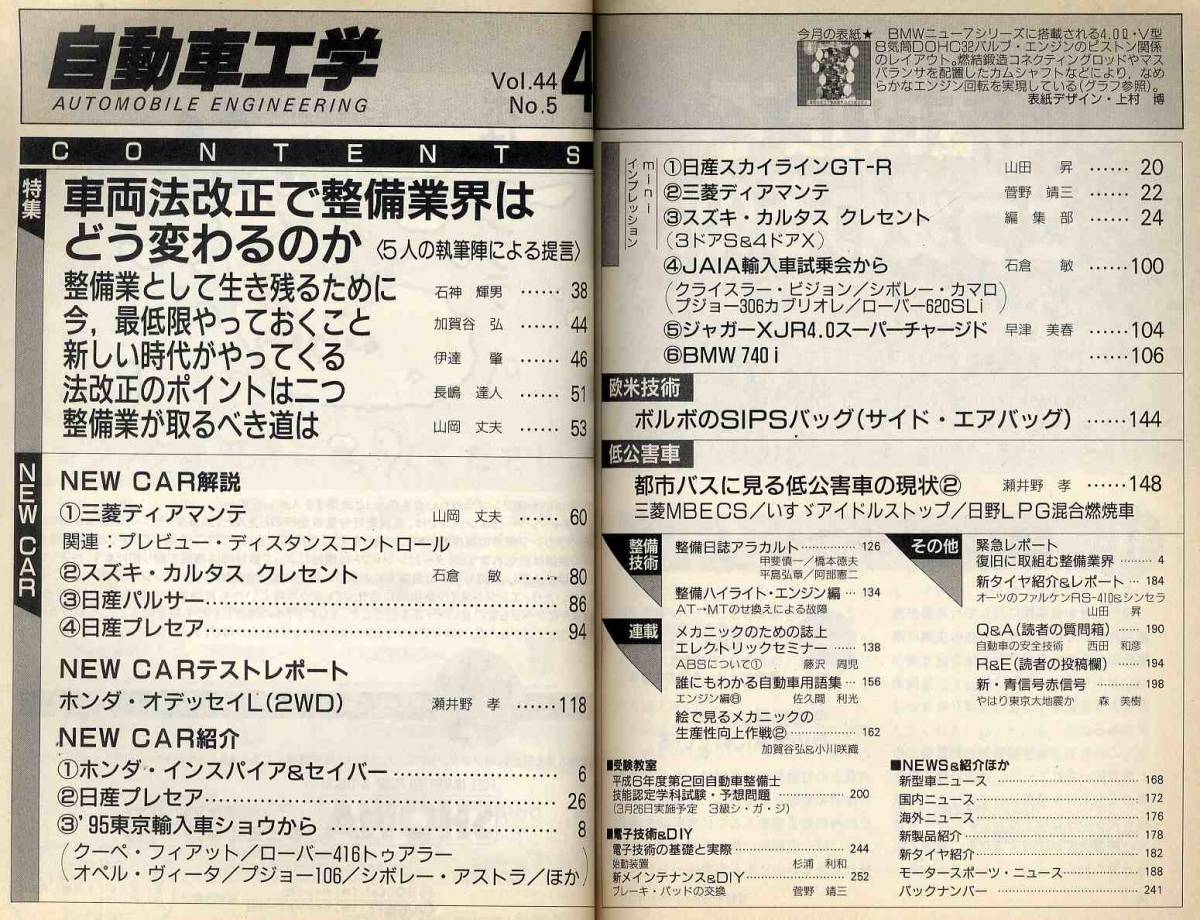 自動車工学
AUTOMOBILE ENGINEERING
Vol.44
No.5
4
今月の表紙★ BMWニュー7シリーズに搭載される4.0ℓ・V型
8気筒DOHC32バルブ・エンジンのピストン関係
のレイアウト。燃結鍛造コネクティングロッドやマス
バランサを配置したカムシャフトなどにより，なめ
らかなエンジン回転を実現している(グラフ参照)。
表紙デザイン・上村 博
CONTENTS
特集
車両法改正で整備業界は
どう変わるのか〈5人の執筆陣による提言〉
整備業として生き残るために 石神 輝男 …… 38
今，最低限やっておくこと 加賀谷 弘 …… 44
新しい時代がやってくる 伊達 肇 …… 46
法改正のポイントは二つ 長嶋 達人 …… 51
整備業が取るべき道は 山岡 丈夫 …… 53
NEW CAR
NEW CAR解説
①三菱ディアマンテ 山岡 丈夫 …… 60
関連：プレビュー・ディスタンスコントロール
②スズキ・カルタス クレセント 石倉 敏 …… 80
③日産パルサー …… 86
④日産プレセア …… 94
NEW CARテストレポート
ホンダ・オデッセイL(2WD) 瀬井野 孝 …… 118
NEW CAR紹介
①ホンダ・インスパイア&セイバー …… 6
②日産プレセア …… 26
③'95東京輸入車ショウから …… 8
(クーペ・フィアット／ローバー416トゥアラー
オペル・ヴィータ／プジョー106／シボレー・アストラ／ほか)
miniインプレッション
①日産スカイラインGT-R 山田 昇 …… 20
②三菱ディアマンテ 菅野 靖三 …… 22
③スズキ・カルタス クレセント 編集部 …… 24
(3ドアS&4ドアX)
④JAIA輸入車試乗会から 石倉 敏 …… 100
(クライスラー・ビジョン／シボレー・カマロ
プジョー306カブリオレ／ローバー620SLi)
⑤ジャガーXJR4.0スーパーチャージド 早津 美春 …… 104
⑥BMW 740i …… 106
欧米技術
ボルボのSIPSバッグ(サイド・エアバッグ) …… 144
低公害車
都市バスに見る低公害車の現状② 瀬井野 孝 …… 148
三菱MBECS／いすゞアイドルストップ／日野LPG混合燃焼車
整備技術
整備日誌アラカルト …… 126
甲斐慎一／橋本徳夫
平島弘章／阿部憲二
整備ハイライト・エンジン編 … 134
AT→MTのせ換えによる故障
連載
メカニックのための誌上
エレクトリックセミナー …… 138
ABSについて① 藤沢 周児
誰にもわかる自動車用語集 … 156
エンジン編⑬ 佐久間 利光
絵で見るメカニックの
生産性向上作戦② …… 162
加賀谷弘&小川咲織
その他
緊急レポート
復旧に取組む整備業界 …… 4
新タイヤ紹介&レポート … 184
オーツのファルケンRS-410&シンセラ
山田 昇
Q&A(読者の質問箱) …… 190
自動車の安全技術 西田 和彦
R&E(読者の投稿欄) …… 194
新・青信号赤信号 …… 198
やはり東京大地震か 森 美樹
■受験教室
平成6年度第2回自動車整備士
技能認定学科試験・予想問題 …… 200
(3月26日実施予定 3級シ・ガ・ジ)
■電子技術&DIY
電子技術の基礎と実際 …… 244
始動装置 杉浦 利和
新メインテナンス&DIY …… 252
ブレーキ・パッドの交換 菅野 靖三
■NEWS&紹介ほか
新型車ニュース …… 168
国内ニュース …… 172
海外ニュース …… 176
新製品紹介 …… 178
新タイヤ紹介 …… 182
モータースポーツ・ニュース …… 188
バックナンバー …… 241